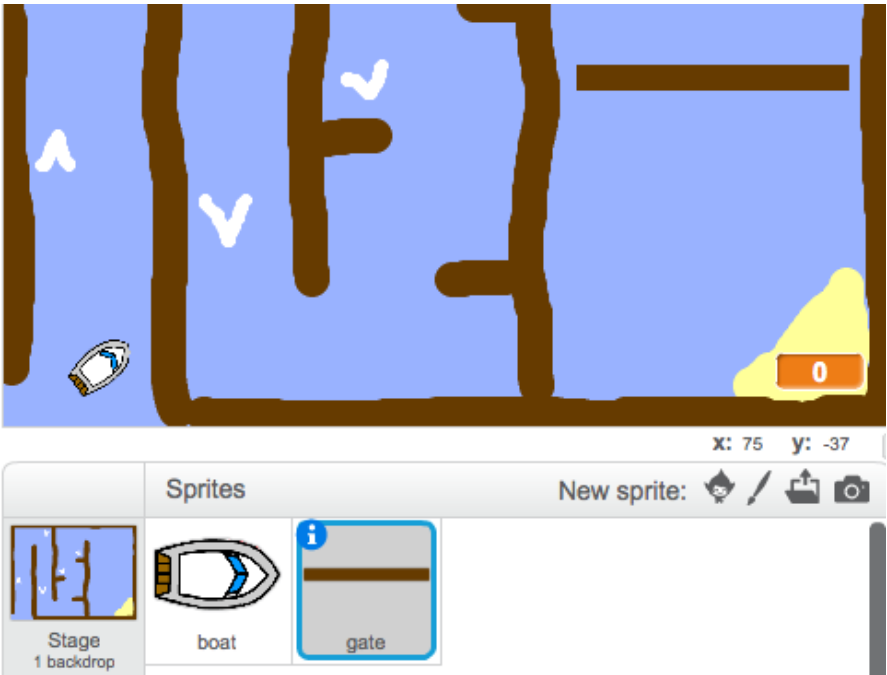 0
x: 75 y: -37
Sprites
New sprite:
i
Stage
1 backdrop
boat
gate